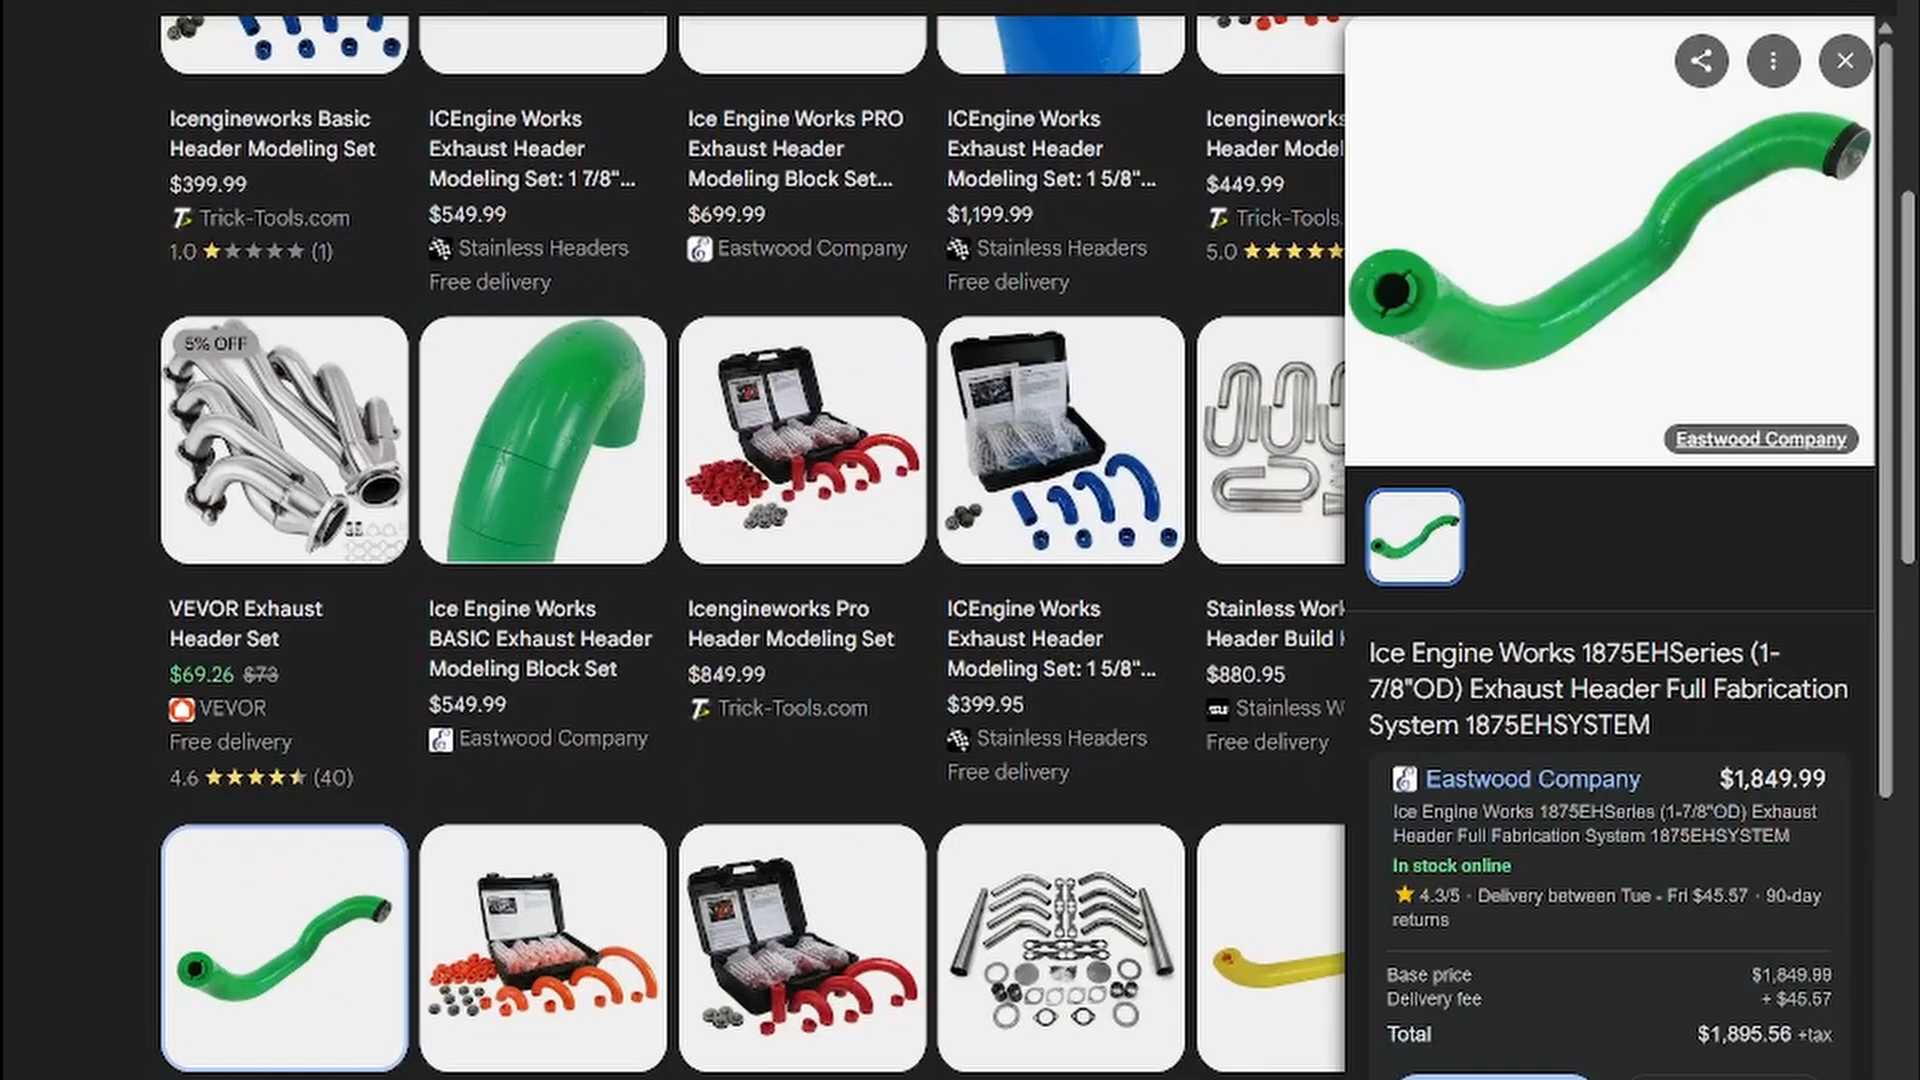 Icengineworks Basic
Header Modeling Set
$399.99
Trick-Tools.com
1.0 (1)
ICEngine Works
Exhaust Header
Modeling Set: 1 7/8"...
$549.99
Stainless Headers
Free delivery
Ice Engine Works PRO
Exhaust Header
Modeling Block Set...
$699.99
Eastwood Company
ICEngine Works
Exhaust Header
Modeling Set: 1 5/8"...
$1,199.99
Stainless Headers
Free delivery
Icengineworks
Header Model
$449.99
Trick-Tools.
5.0
5% OFF
VEVOR Exhaust
Header Set
$69.26 $73
VEVOR
Free delivery
4.6 (40)
Ice Engine Works
BASIC Exhaust Header
Modeling Block Set
$549.99
Eastwood Company
Icengineworks Pro
Header Modeling Set
$849.99
Trick-Tools.com
ICEngine Works
Exhaust Header
Modeling Set: 1 5/8"...
$399.95
Stainless Headers
Free delivery
Stainless Work
Header Build
$880.95
Stainless W
Free delivery
Eastwood Company
Ice Engine Works 1875EHSeries (1-
7/8"OD) Exhaust Header Full Fabrication
System 1875EHSYSTEM
Eastwood Company $1,849.99
Ice Engine Works 1875EHSeries (1-7/8"OD) Exhaust
Header Full Fabrication System 1875EHSYSTEM
In stock online
4.3/5 · Delivery between Tue - Fri $45.57 · 90-day
returns
Base price $1,849.99
Delivery fee + $45.57
Total $1,895.56 +tax